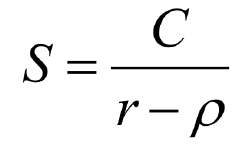 S = C / (r − ρ)